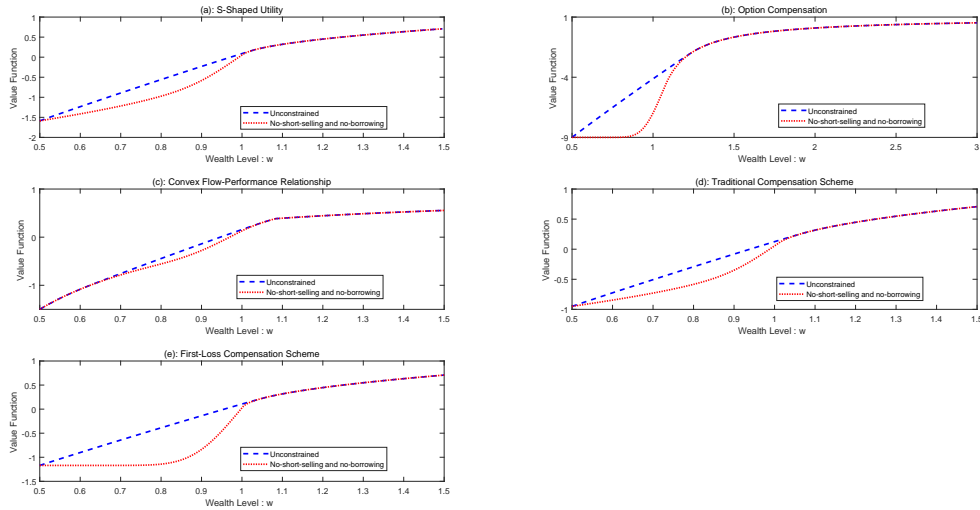 (a): S-Shaped Utility
Value Function
1.5
1
0.5
0
-0.5
-1
-1.5
-2
Unconstrained
No-short-selling and no-borrowing
0.5 0.6 0.7 0.8 0.9 1 1.1 1.2 1.3 1.4 1.5
Wealth Level : w
(b): Option Compensation
Value Function
1
-4
-9
Unconstrained
No-short-selling and no-borrowing
0.5 1 1.5 2 2.5 3
Wealth Level : w
(c): Convex Flow-Performance Relationship
Value Function
1
0
-1
Unconstrained
No-short-selling and no-borrowing
0.5 0.6 0.7 0.8 0.9 1 1.1 1.2 1.3 1.4 1.5
Wealth Level : w
(d): Traditional Compensation Scheme
Value Function
1
0.5
0
-0.5
-1
Unconstrained
No-short-selling and no-borrowing
0.5 0.6 0.7 0.8 0.9 1 1.1 1.2 1.3 1.4 1.5
Wealth Level : w
(e): First-Loss Compensation Scheme
Value Function
1
0.5
0
-0.5
-1
-1.5
Unconstrained
No-short-selling and no-borrowing
0.5 0.6 0.7 0.8 0.9 1 1.1 1.2 1.3 1.4 1.5
Wealth Level : w